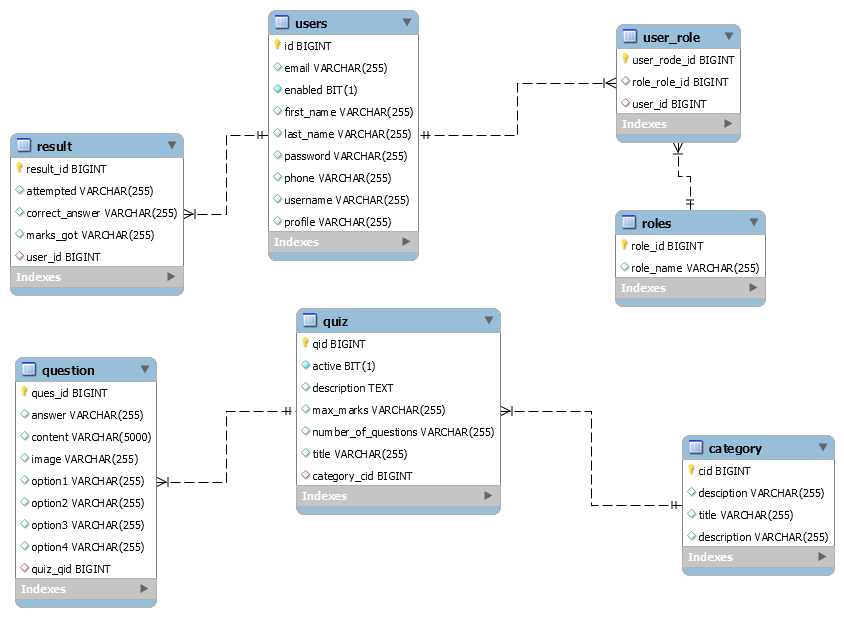 users
id BIGINT
email VARCHAR(255)
enabled BIT(1)
first_name VARCHAR(255)
last_name VARCHAR(255)
password VARCHAR(255)
phone VARCHAR(255)
username VARCHAR(255)
profile VARCHAR(255)
Indexes
user_role
user_rode_id BIGINT
role_role_id BIGINT
user_id BIGINT
Indexes
result
result_id BIGINT
attempted VARCHAR(255)
correct_answer VARCHAR(255)
marks_got VARCHAR(255)
user_id BIGINT
Indexes
roles
role_id BIGINT
role_name VARCHAR(255)
Indexes
quiz
qid BIGINT
active BIT(1)
description TEXT
max_marks VARCHAR(255)
number_of_questions VARCHAR(255)
title VARCHAR(255)
category_cid BIGINT
Indexes
question
ques_id BIGINT
answer VARCHAR(255)
content VARCHAR(5000)
image VARCHAR(255)
option1 VARCHAR(255)
option2 VARCHAR(255)
option3 VARCHAR(255)
option4 VARCHAR(255)
quiz_qid BIGINT
Indexes
category
cid BIGINT
desciption VARCHAR(255)
title VARCHAR(255)
description VARCHAR(255)
Indexes